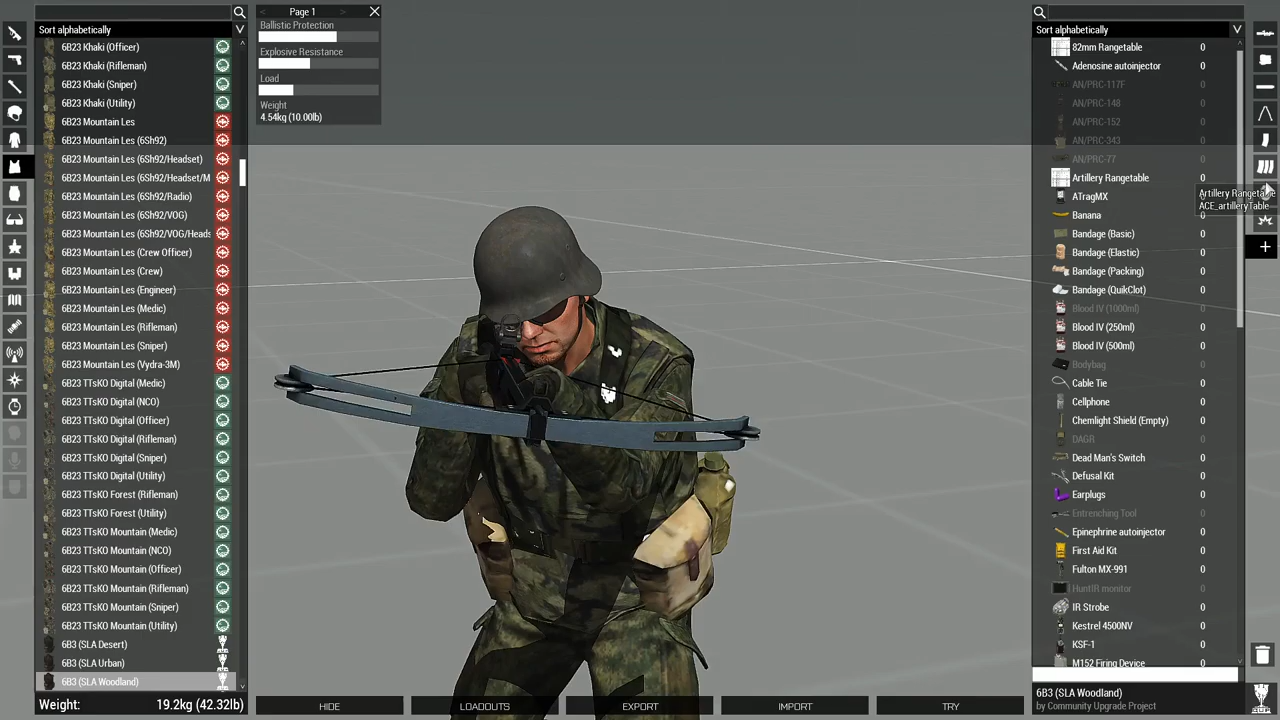 Sort alphabetically
6B23 Khaki (Officer)
6B23 Khaki (Rifleman)
6B23 Khaki (Sniper)
6B23 Khaki (Utility)
6B23 Mountain Les
6B23 Mountain Les (6Sh92)
6B23 Mountain Les (6Sh92/Headset)
6B23 Mountain Les (6Sh92/Headset/M
6B23 Mountain Les (6Sh92/Radio)
6B23 Mountain Les (6Sh92/VOG)
6B23 Mountain Les (6Sh92/VOG/Heads
6B23 Mountain Les (Crew Officer)
6B23 Mountain Les (Crew)
6B23 Mountain Les (Engineer)
6B23 Mountain Les (Medic)
6B23 Mountain Les (Rifleman)
6B23 Mountain Les (Sniper)
6B23 Mountain Les (Vydra-3M)
6B23 TTsKO Digital (Medic)
6B23 TTsKO Digital (NCO)
6B23 TTsKO Digital (Officer)
6B23 TTsKO Digital (Rifleman)
6B23 TTsKO Digital (Sniper)
6B23 TTsKO Digital (Utility)
6B23 TTsKO Forest (Rifleman)
6B23 TTsKO Forest (Utility)
6B23 TTsKO Mountain (Medic)
6B23 TTsKO Mountain (NCO)
6B23 TTsKO Mountain (Officer)
6B23 TTsKO Mountain (Rifleman)
6B23 TTsKO Mountain (Sniper)
6B23 TTsKO Mountain (Utility)
6B3 (SLA Desert)
6B3 (SLA Urban)
6B3 (SLA Woodland)
Weight: 19.2kg (42.32lb)
< Page 1 >
Ballistic Protection
Explosive Resistance
Load
Weight
4.54kg (10.00lb)
HIDE
LOADOUTS
EXPORT
IMPORT
TRY
Sort alphabetically
82mm Rangetable 0
Adenosine autoinjector 0
AN/PRC-117F 0
AN/PRC-148 0
AN/PRC-152 0
AN/PRC-343 0
AN/PRC-77 0
Artillery Rangetable 0
ATragMX 0
Banana 0
Bandage (Basic) 0
Bandage (Elastic) 0
Bandage (Packing) 0
Bandage (QuikClot) 0
Blood IV (1000ml) 0
Blood IV (250ml) 0
Blood IV (500ml) 0
Bodybag 0
Cable Tie 0
Cellphone 0
Chemlight Shield (Empty) 0
DAGR 0
Dead Man's Switch 0
Defusal Kit 0
Earplugs 0
Entrenching Tool 0
Epinephrine autoinjector 0
First Aid Kit 0
Fulton MX-991 0
HuntIR monitor 0
IR Strobe 0
Kestrel 4500NV 0
KSF-1 0
M152 Firing Device 0
Artillery Rangetable
ACE_artilleryTable
6B3 (SLA Woodland)
by Community Upgrade Project